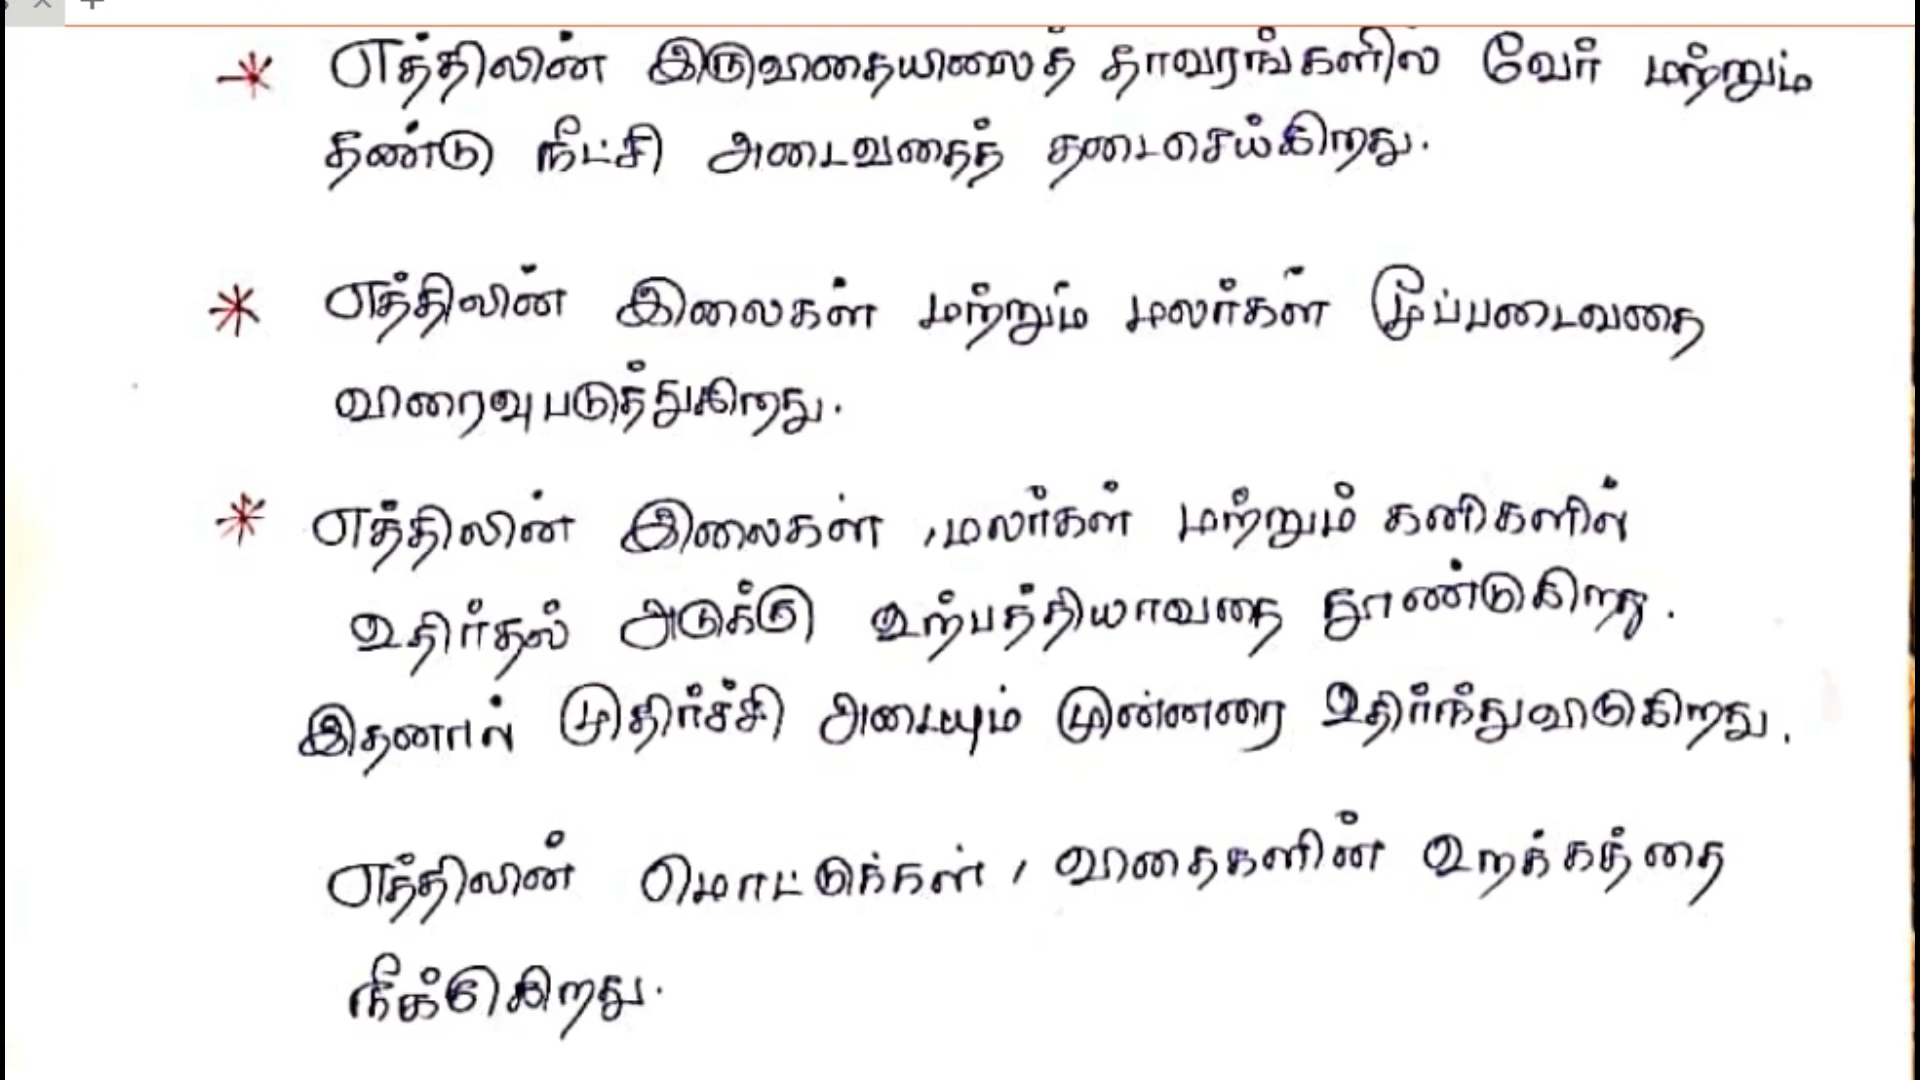 * எத்திலின் இருவிதையிலைத் தாவரங்களில் வேர் மற்றும்
தண்டு நீட்சி அடைவதைத் தடைசெய்கிறது.
* எத்திலின் இலைகள் மற்றும் மலர்கள் மூப்படைவதை
விரைவுபடுத்துகிறது.
* எத்திலின் இலைகள் ,மலர்கள் மற்றும் கனிகளில்
உதிர்தல் அடுக்கு உற்பத்தியாவதை தூண்டுகிறது.
இதனால் முதிர்ச்சி அடையும் முன்னரை உதிர்ந்துவிடுகிறது.
எத்திலின் மொட்டுக்கள், விதைகளின் உறக்கத்தை
நீக்குகிறது.